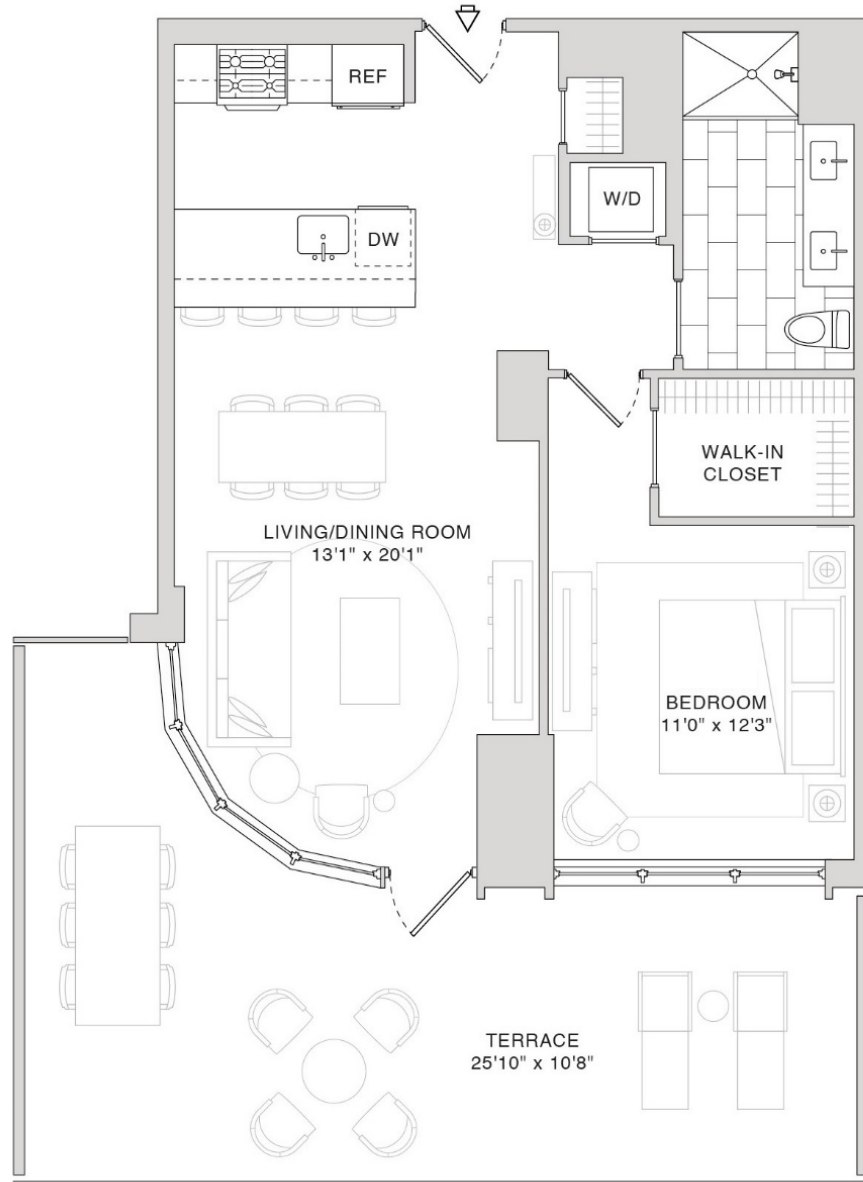 REF
W/D
DW
WALK-IN
CLOSET
LIVING/DINING ROOM
13'1" x 20'1"
BEDROOM
11'0" x 12'3"
TERRACE
25'10" x 10'8"